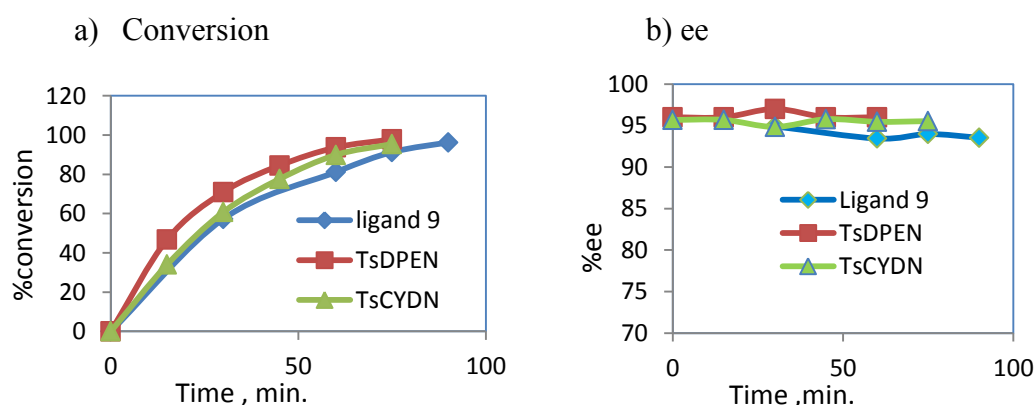 a) Conversion
b) ee
120
100
80
60
40
20
0
%conversion
0
50
100
Time , min.
ligand 9
TsDPEN
TsCYDN
100
95
90
85
80
75
70
%ee
0
50
100
Time ,min.
Ligand 9
TsDPEN
TsCYDN